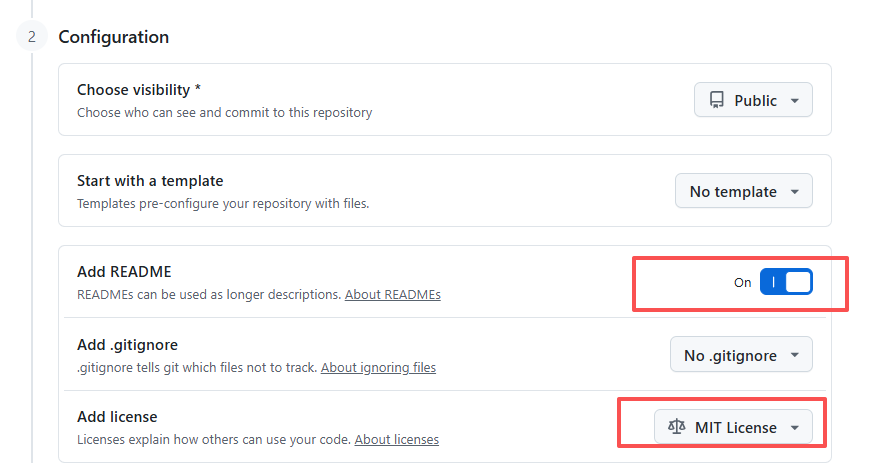 2
Configuration
Choose visibility *
Choose who can see and commit to this repository
Public
Start with a template
Templates pre-configure your repository with files.
No template
Add README
READMEs can be used as longer descriptions. About READMEs
On
Add .gitignore
.gitignore tells git which files not to track. About ignoring files
No .gitignore
Add license
Licenses explain how others can use your code. About licenses
MIT License